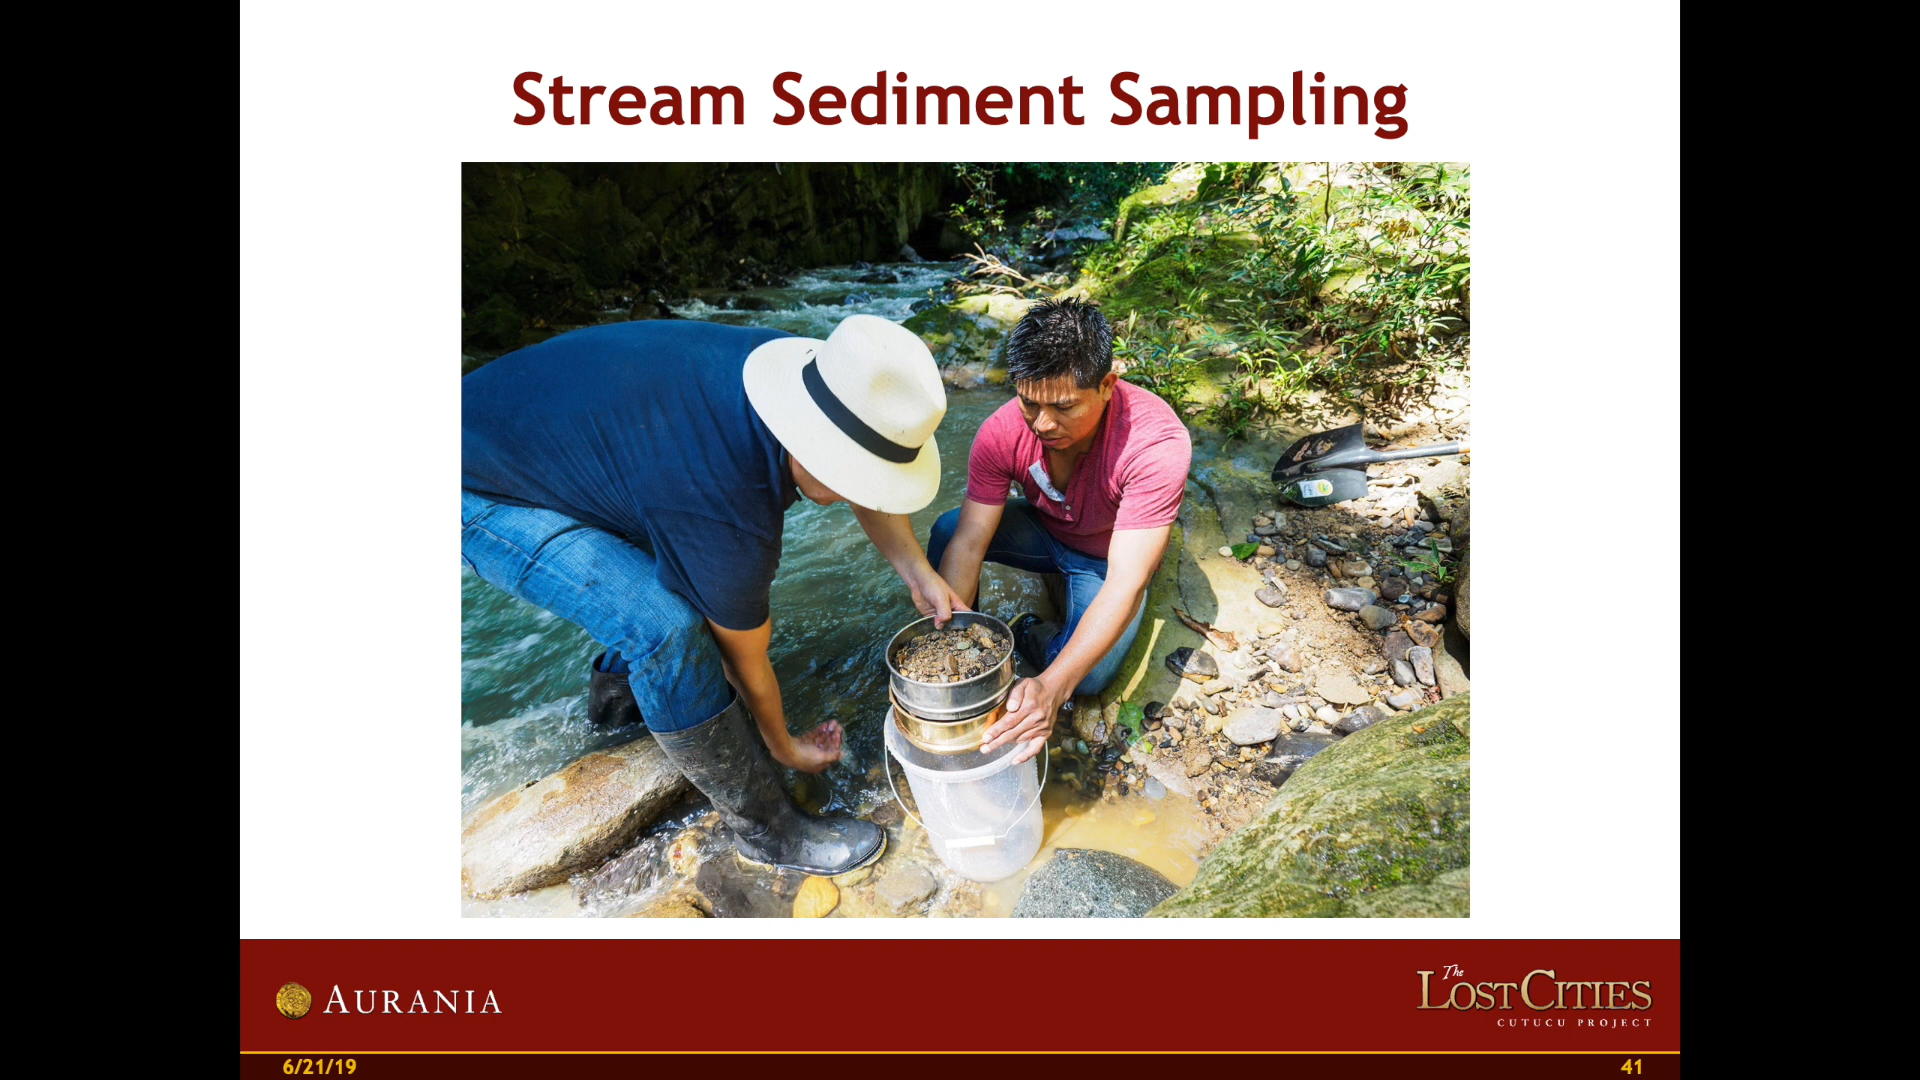 Stream Sediment Sampling
AURANIA
The
LOST CITIES
CUTUCU PROJECT
6/21/19
41